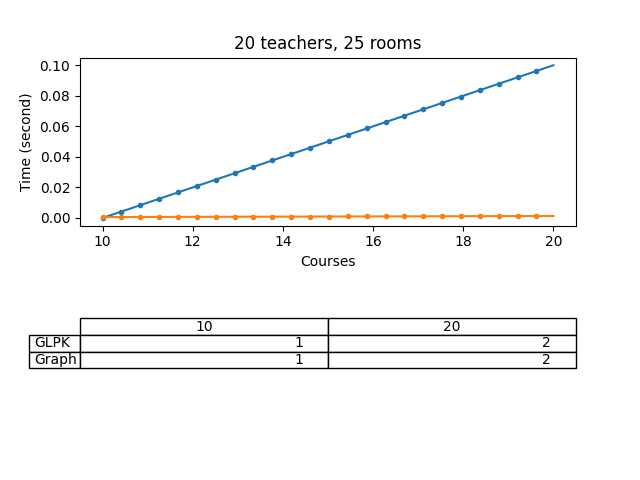 20 teachers, 25 rooms
0.10
0.08
0.06
0.04
0.02
0.00
Time (second)
10 12 14 16 18 20
Courses
10 20
GLPK 1 2
Graph 1 2